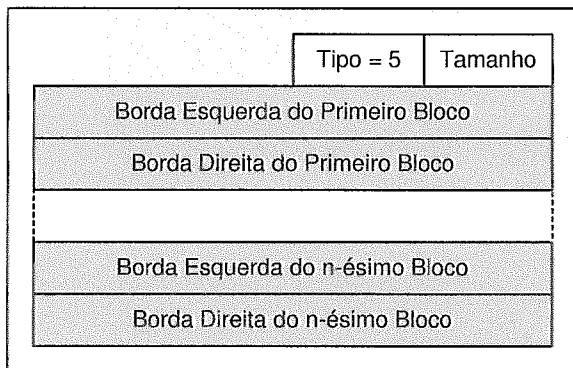 Tipo = 5 Tamanho
Borda Esquerda do Primeiro Bloco
Borda Direita do Primeiro Bloco
Borda Esquerda do n-ésimo Bloco
Borda Direita do n-ésimo Bloco